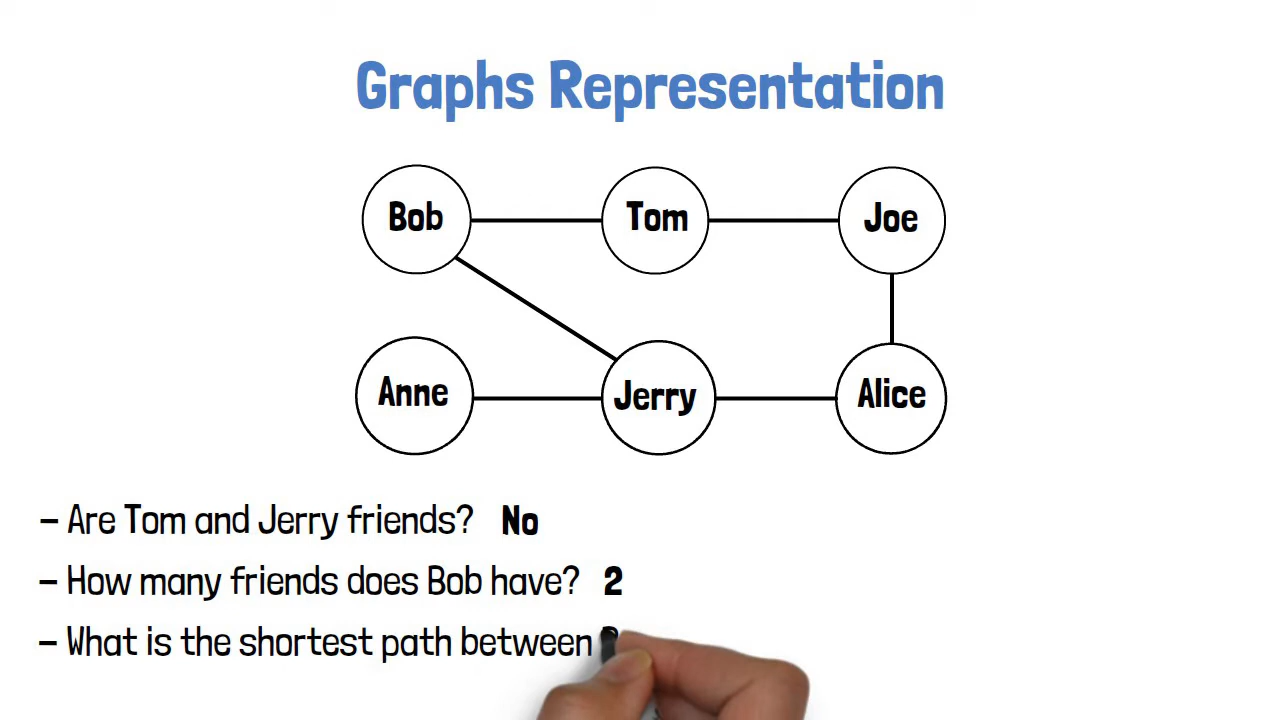 Graphs Representation
Bob Tom Joe
Anne Jerry Alice
- Are Tom and Jerry friends? No
- How many friends does Bob have? 2
- What is the shortest path between